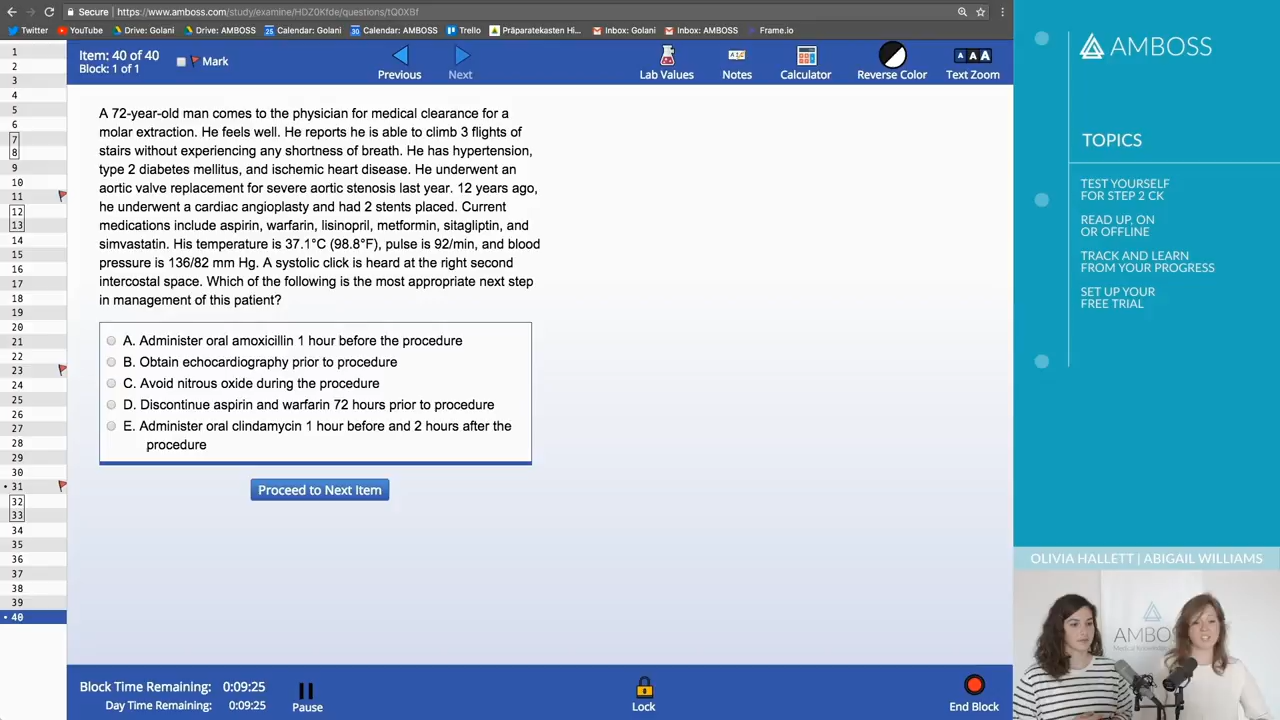 Secure | https://www.amboss.com/study/examine/HDZ0Kfde/questions/tQ0XBf
Twitter YouTube Drive: Golani Drive: AMBOSS Calendar: Golani Calendar: AMBOSS Trello Präparatekasten Hi... Inbox: Golani Inbox: AMBOSS Frame.io
Item: 40 of 40
Block: 1 of 1
Mark
Previous
Next
Lab Values
Notes
Calculator
Reverse Color
A A A
Text Zoom
1
2
3
4
5
6
7
8
9
10
11
12
13
14
15
16
17
18
19
20
21
22
23
24
25
26
27
28
29
30
31
32
33
34
35
36
37
38
39
40
A 72-year-old man comes to the physician for medical clearance for a
molar extraction. He feels well. He reports he is able to climb 3 flights of
stairs without experiencing any shortness of breath. He has hypertension,
type 2 diabetes mellitus, and ischemic heart disease. He underwent an
aortic valve replacement for severe aortic stenosis last year. 12 years ago,
he underwent a cardiac angioplasty and had 2 stents placed. Current
medications include aspirin, warfarin, lisinopril, metformin, sitagliptin, and
simvastatin. His temperature is 37.1°C (98.8°F), pulse is 92/min, and blood
pressure is 136/82 mm Hg. A systolic click is heard at the right second
intercostal space. Which of the following is the most appropriate next step
in management of this patient?
A. Administer oral amoxicillin 1 hour before the procedure
B. Obtain echocardiography prior to procedure
C. Avoid nitrous oxide during the procedure
D. Discontinue aspirin and warfarin 72 hours prior to procedure
E. Administer oral clindamycin 1 hour before and 2 hours after the
procedure
Proceed to Next Item
Block Time Remaining: 0:09:25
Day Time Remaining: 0:09:25
Pause
Lock
End Block
AMBOSS
TOPICS
TEST YOURSELF
FOR STEP 2 CK
READ UP, ON
OR OFFLINE
TRACK AND LEARN
FROM YOUR PROGRESS
SET UP YOUR
FREE TRIAL
OLIVIA HALLETT | ABIGAIL WILLIAMS